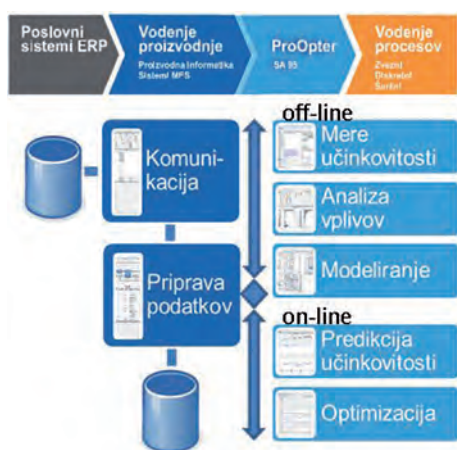 Poslovni
sistemi ERP
Vodenje
proizvodnje
Proizvodna Informatika
Sistemi MES
ProOpter
SA 95
Vodenje
procesov
Zvezni
Diskretni
Šaržni
off-line
Komuni-
kacija
Mere
učinkovitosti
Analiza
vplivov
Priprava
podatkov
Modeliranje
on-line
Predikcija
učinkovitosti
Optimizacija